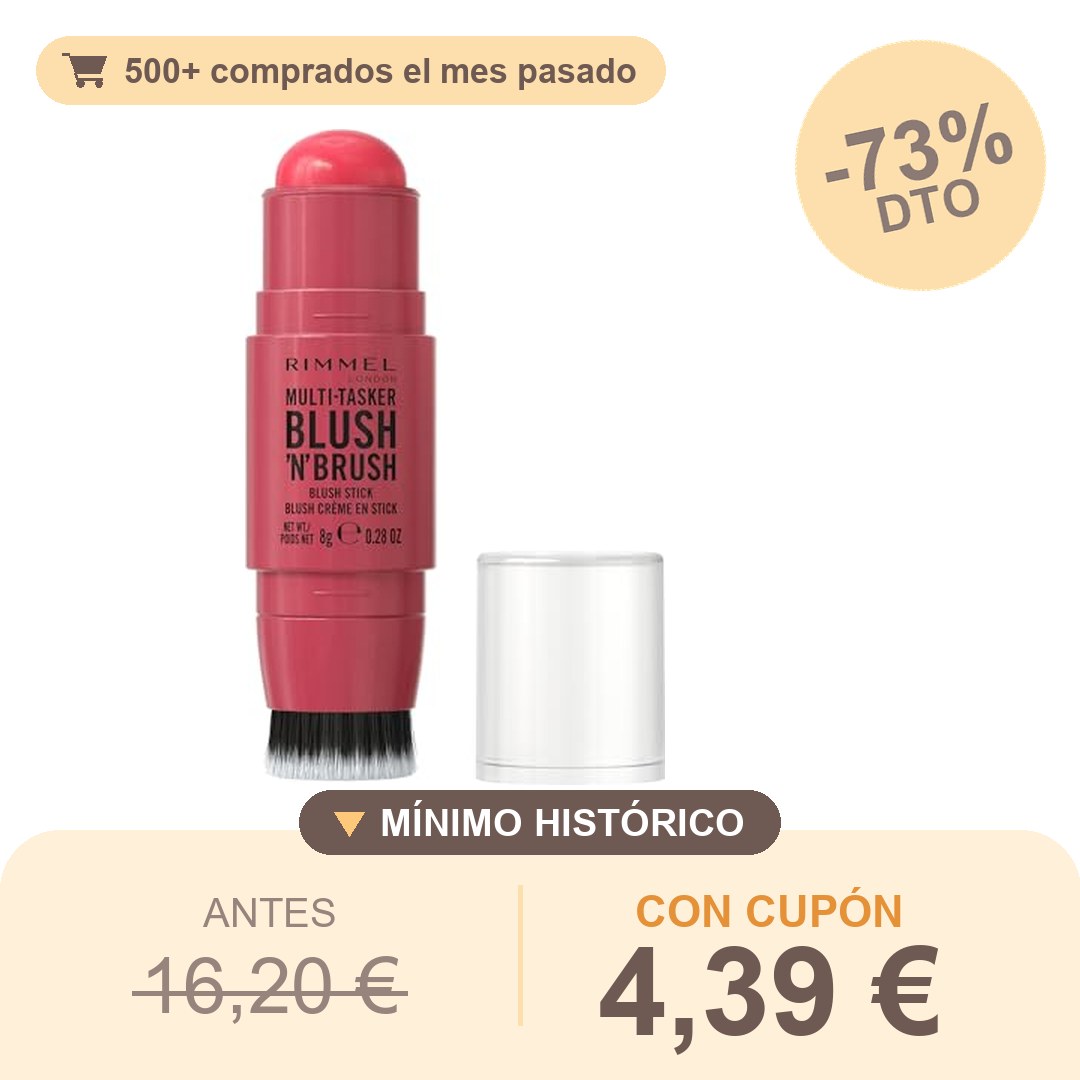 500+ comprados el mes pasado
-73%
DTO
RIMMEL
LONDON
MULTI-TASKER
BLUSH
'N' BRUSH
BLUSH STICK
BLUSH CRÈME EN STICK
NET WT./
POIDS NET 8g ℮ 0.28 OZ
MÍNIMO HISTÓRICO
ANTES
16,20 €
CON CUPÓN
4,39 €